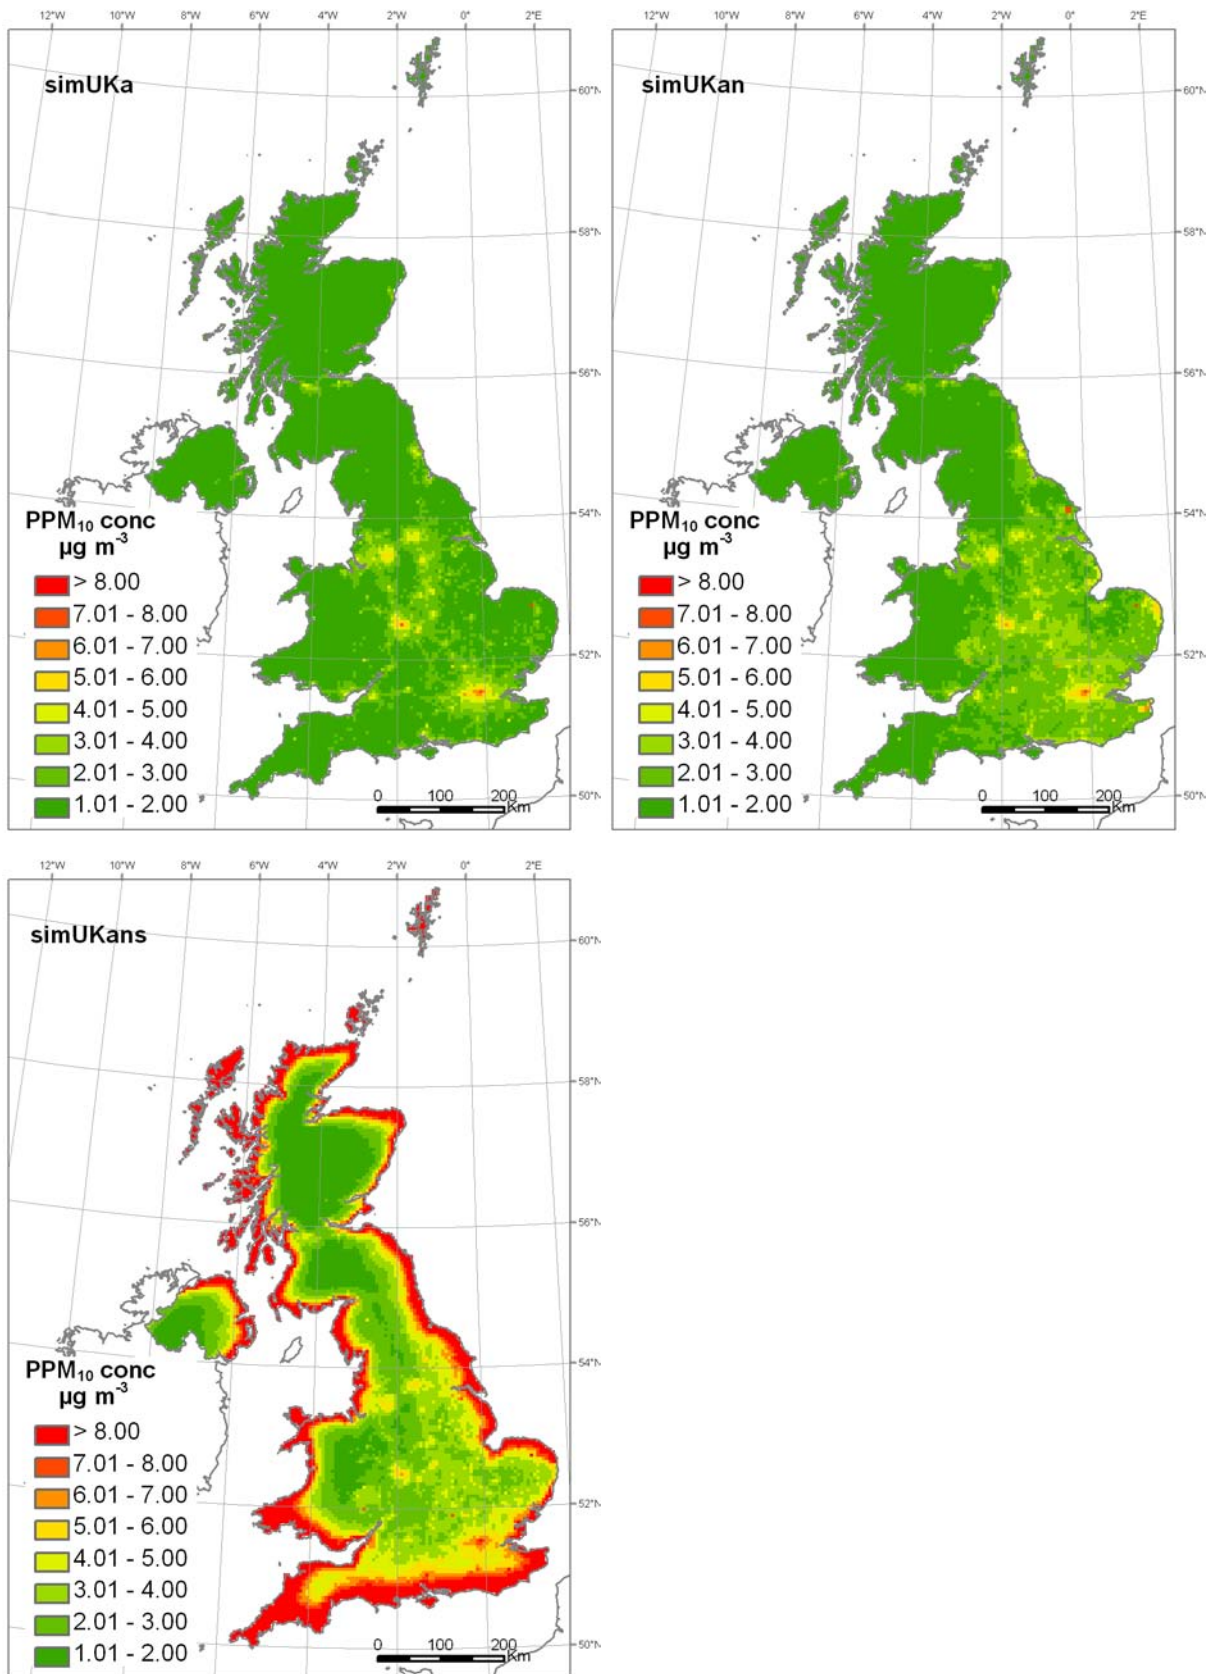 12°W 10°W 8°W 6°W 4°W 2°W 0° 2°E
simUKa
60°N
58°N
56°N
54°N
52°N
50°N
PPM₁₀ conc
µg m⁻³
> 8.00
7.01 - 8.00
6.01 - 7.00
5.01 - 6.00
4.01 - 5.00
3.01 - 4.00
2.01 - 3.00
1.01 - 2.00
0 100 200
Km
12°W 10°W 8°W 6°W 4°W 2°W 0° 2°E
simUKan
60°N
58°N
56°N
54°N
52°N
50°N
PPM₁₀ conc
µg m⁻³
> 8.00
7.01 - 8.00
6.01 - 7.00
5.01 - 6.00
4.01 - 5.00
3.01 - 4.00
2.01 - 3.00
1.01 - 2.00
0 100 200
Km
12°W 10°W 8°W 6°W 4°W 2°W 0° 2°E
simUKans
60°N
58°N
56°N
54°N
52°N
50°N
PPM₁₀ conc
µg m⁻³
> 8.00
7.01 - 8.00
6.01 - 7.00
5.01 - 6.00
4.01 - 5.00
3.01 - 4.00
2.01 - 3.00
1.01 - 2.00
0 100 200
Km